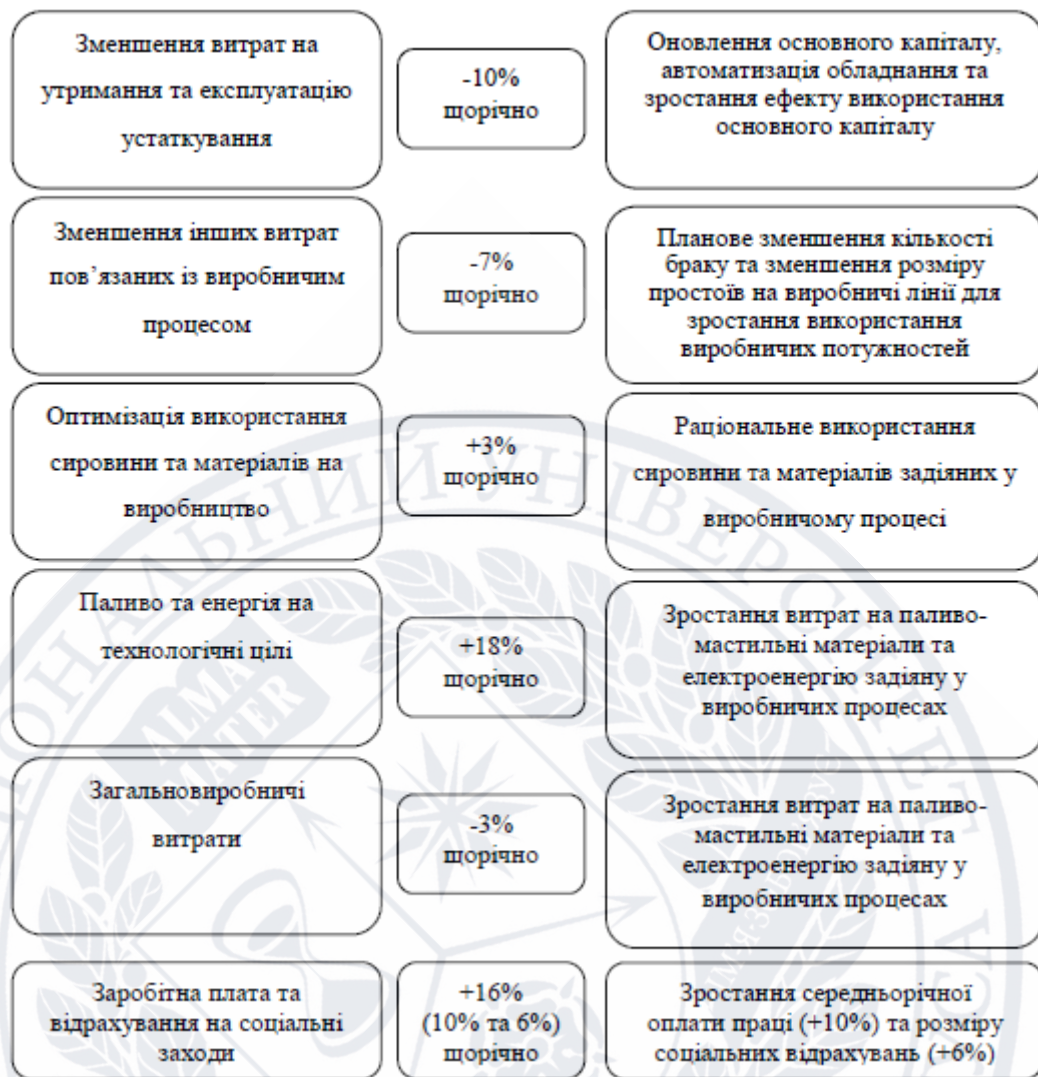 Зменшення витрат на
утримання та експлуатацію
устаткування
-10%
щорічно
Оновлення основного капіталу,
автоматизація обладнання та
зростання ефекту використання
основного капіталу
Зменшення інших витрат
пов’язаних із виробничим
процесом
-7%
щорічно
Планове зменшення кількості
браку та зменшення розміру
простоїв на виробничі лінії для
зростання використання
виробничих потужностей
Оптимізація використання
сировини та матеріалів на
виробництво
+3%
щорічно
Раціональне використання
сировини та матеріалів задіяних у
виробничому процесі
Паливо та енергія на
технологічні цілі
+18%
щорічно
Зростання витрат на паливо-
мастильні матеріали та
електроенергію задіяну у
виробничих процесах
Загальновиробничі
витрати
-3%
щорічно
Зростання витрат на паливо-
мастильні матеріали та
електроенергію задіяну у
виробничих процесах
Заробітна плата та
відрахування на соціальні
заходи
+16%
(10% та 6%)
щорічно
Зростання середньорічної
оплати праці (+10%) та розміру
соціальних відрахувань (+6%)
ALMA
MATER